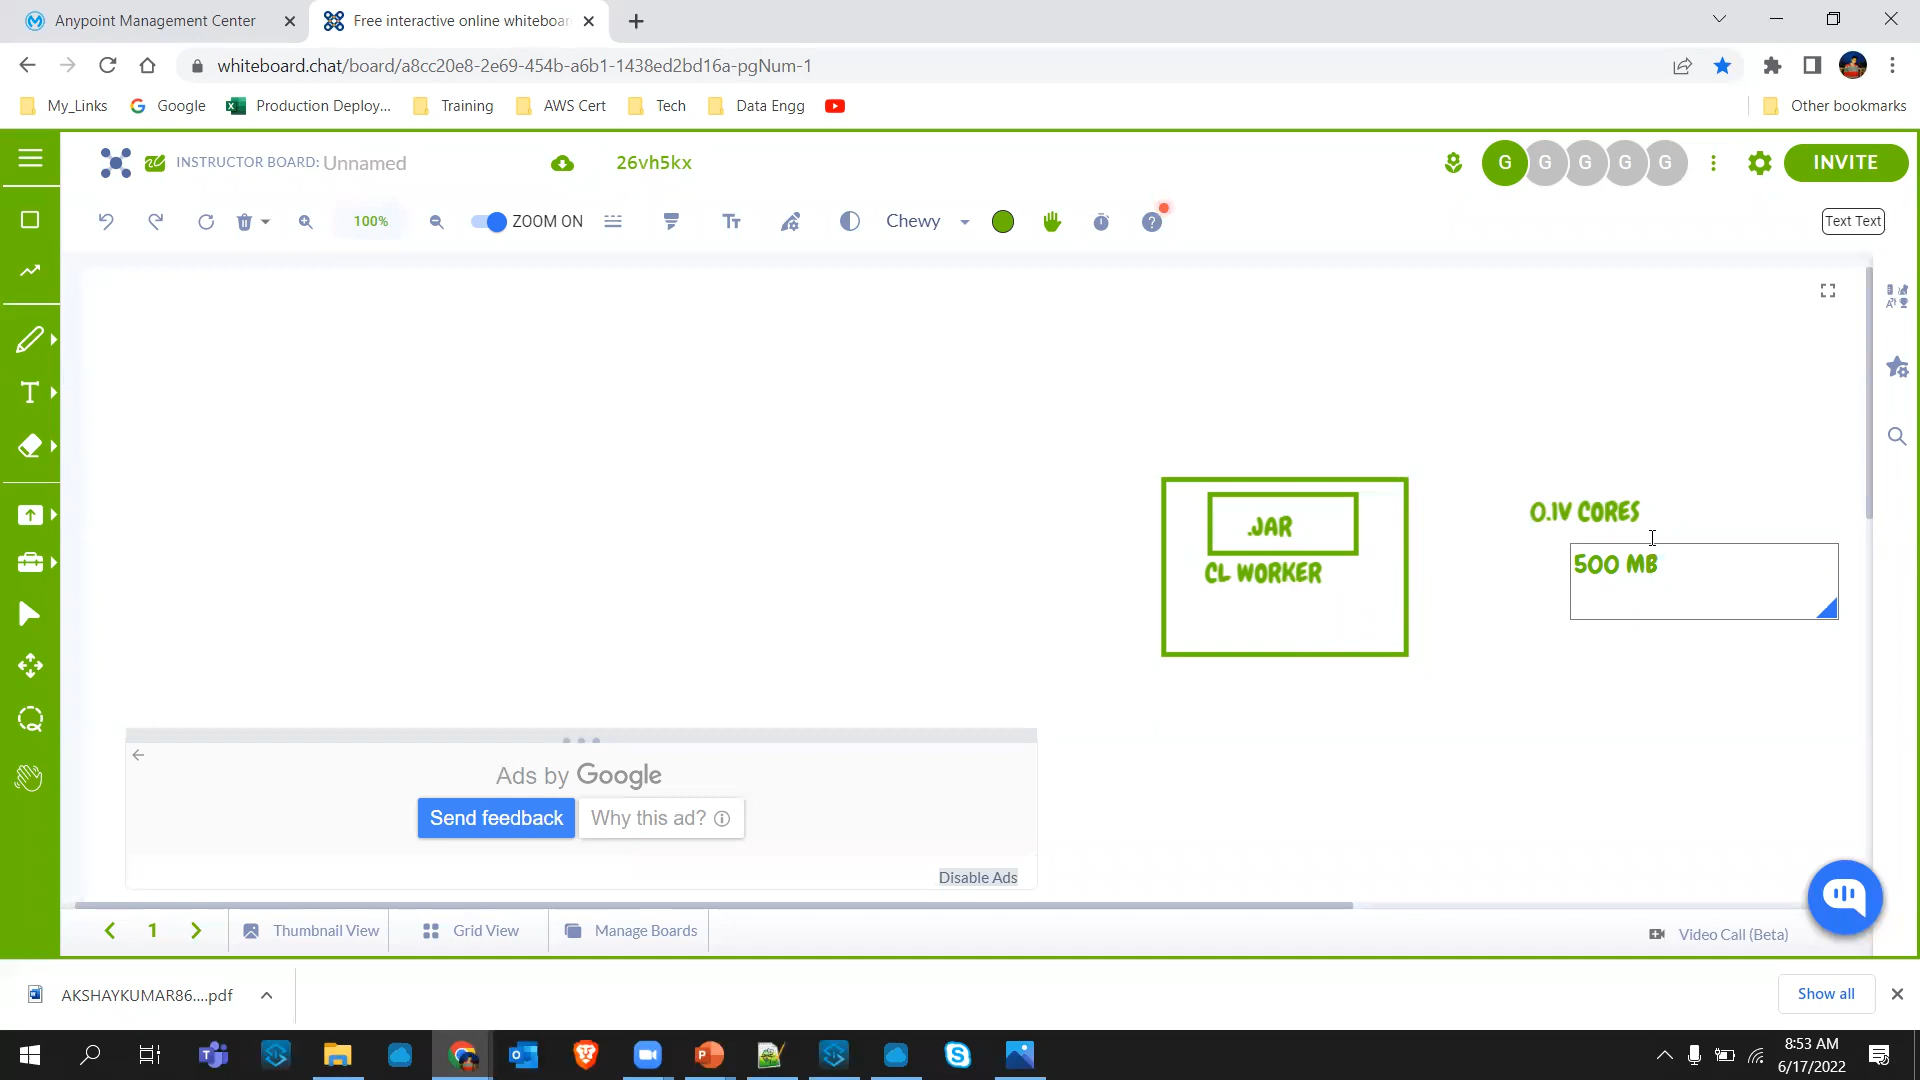 Anypoint Management Center
Free interactive online whiteboar
whiteboard.chat/board/a8cc20e8-2e69-454b-a6b1-1438ed2bd16a-pgNum-1
My_Links
Google
Production Deploy...
Training
AWS Cert
Tech
Data Engg
Other bookmarks
INSTRUCTOR BOARD: Unnamed
26vh5kx
G
G
G
G
G
INVITE
100%
ZOOM ON
Tt
Chewy
Text Text
.JAR
CL WORKER
0.1V CORES
500 MB
Ads by Google
Send feedback
Why this ad?
Disable Ads
1
Thumbnail View
Grid View
Manage Boards
Video Call (Beta)
AKSHAYKUMAR86....pdf
Show all
8:53 AM
6/17/2022